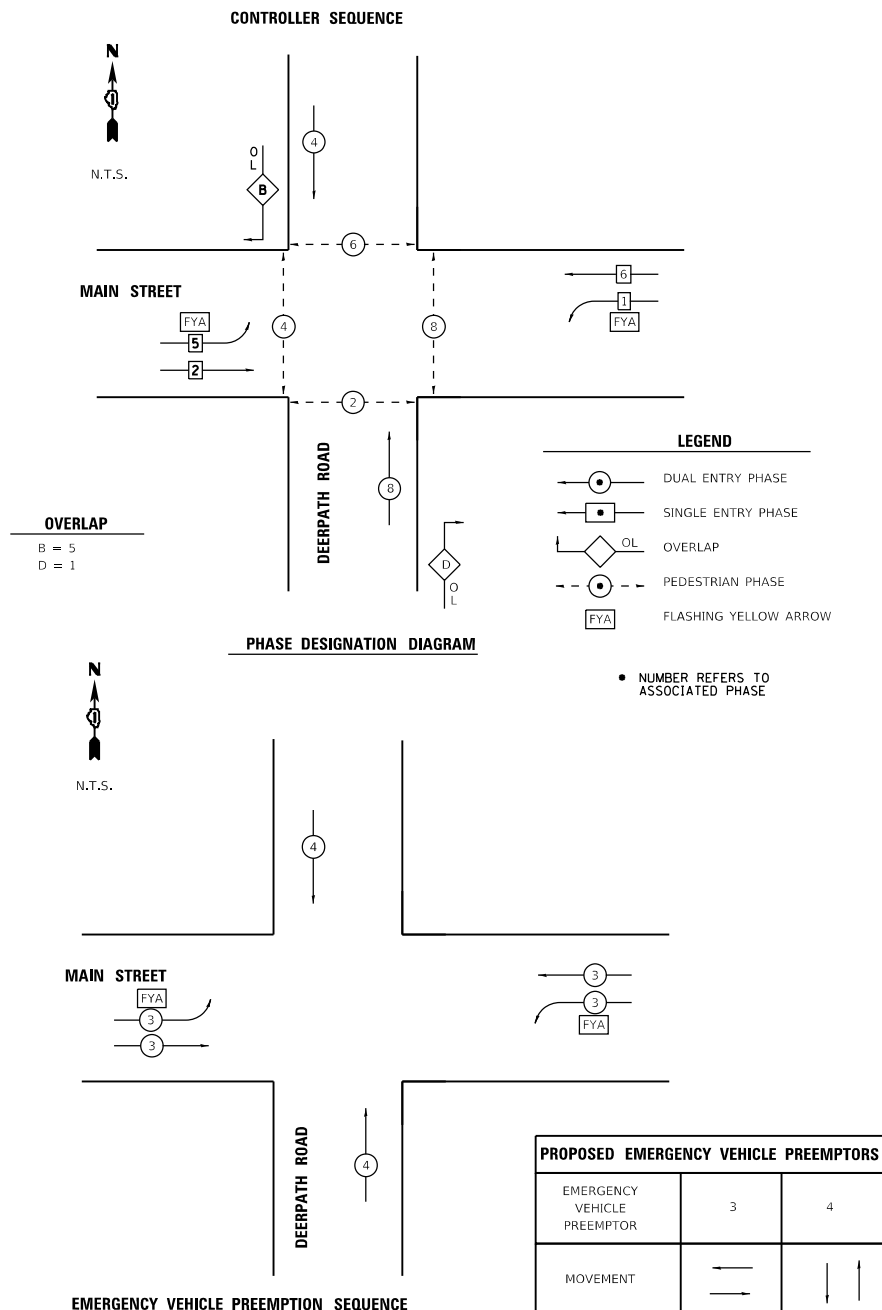 CONTROLLER SEQUENCE
N
N.T.S.
4
O
L
B
6
MAIN STREET
6
1
FYA
FYA
5
4
8
2
2
LEGEND
8
DUAL ENTRY PHASE
SINGLE ENTRY PHASE
OVERLAP
B = 5
D = 1
DEERPATH ROAD
D
O
L
OL
OVERLAP
PEDESTRIAN PHASE
FYA
FLASHING YELLOW ARROW
PHASE DESIGNATION DIAGRAM
• NUMBER REFERS TO
ASSOCIATED PHASE
N
N.T.S.
4
MAIN STREET
3
FYA
3
3
FYA
3
DEERPATH ROAD
4
PROPOSED EMERGENCY VEHICLE PREEMPTORS
EMERGENCY
VEHICLE
PREEMPTOR
3
4
MOVEMENT
EMERGENCY VEHICLE PREEMPTION SEQUENCE